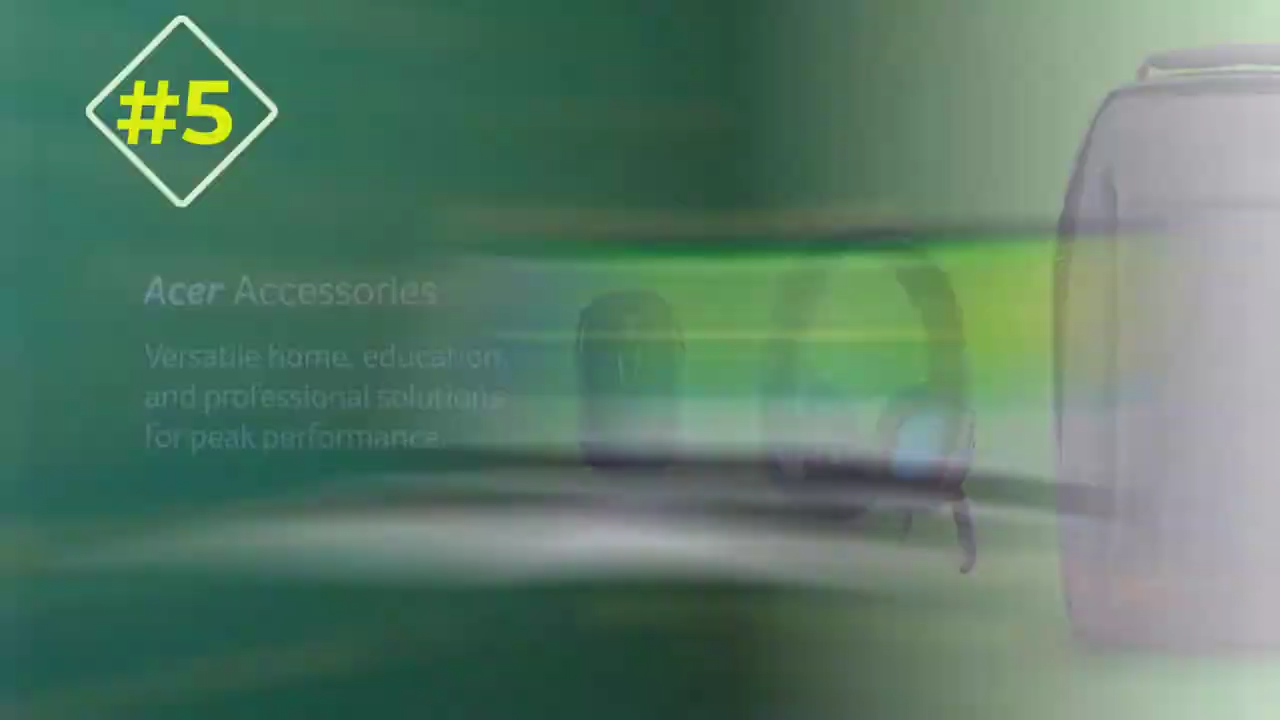 #5
Acer Accessories
Versatile home, education
and professional solutions
for peak performance.